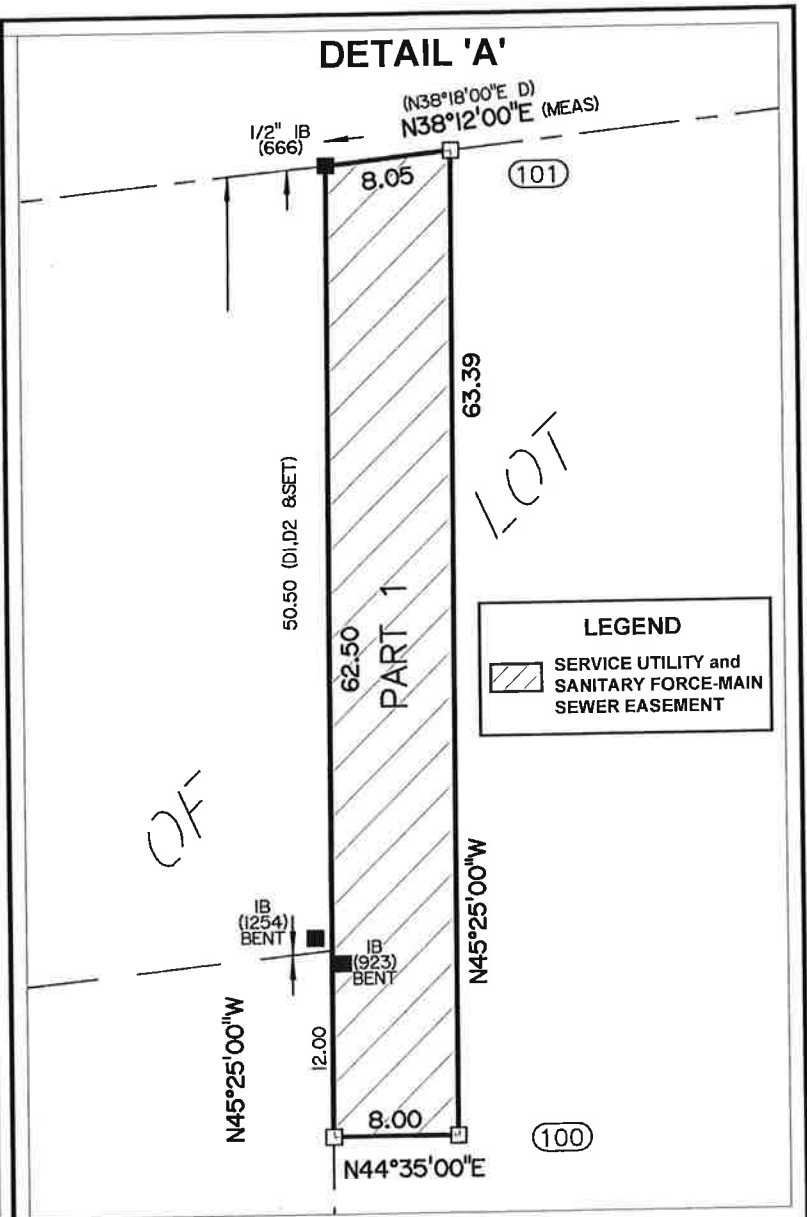 DETAIL 'A'
(N38°18'00"E D)
N38°12'00"E (MEAS)
1/2" IB
(666)
8.05
101
63.39
LOT
50.50 (D1,D2 &SET)
62.50
PART 1
LEGEND
SERVICE UTILITY and
SANITARY FORCE-MAIN
SEWER EASEMENT
OF
IB
(1254)
BENT
IB
(923)
BENT
N45°25'00"W
N45°25'00"W
12.00
8.00
100
N44°35'00"E